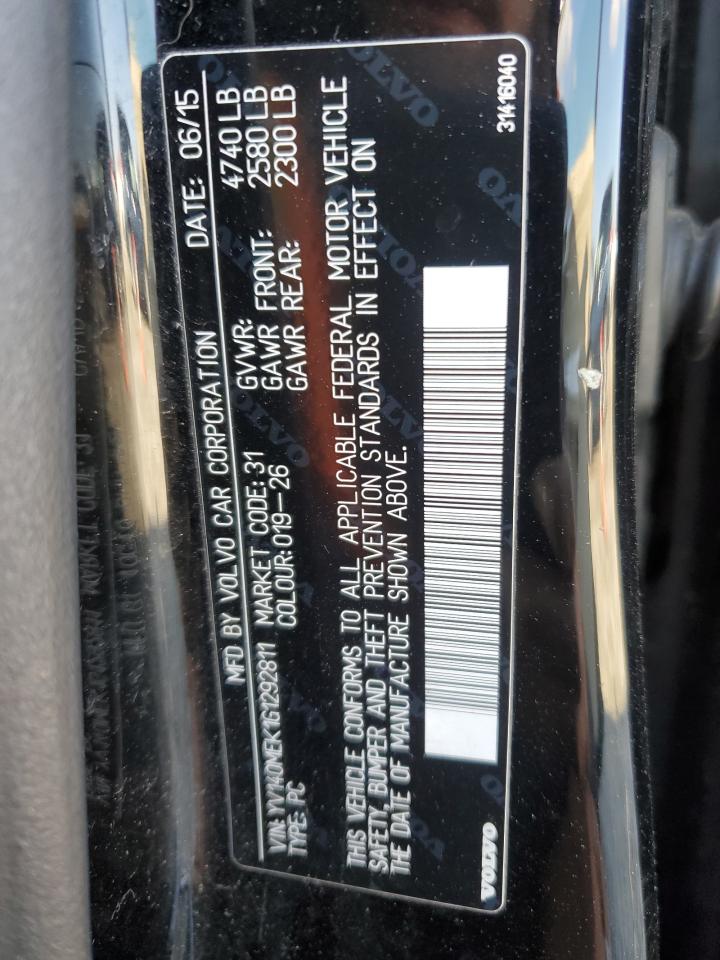 MFD BY VOLVO CAR CORPORATION DATE: 06/15
VIN: YV140MEK1G1292811 MARKET CODE: 31 GVWR: 4740 LB
TYPE: PC COLOUR: 019-26 GAWR FRONT: 2580 LB
GAWR REAR: 2300 LB
THIS VEHICLE CONFORMS TO ALL APPLICABLE FEDERAL MOTOR VEHICLE
SAFETY, BUMPER AND THEFT PREVENTION STANDARDS IN EFFECT ON
THE DATE OF MANUFACTURE SHOWN ABOVE.
VOLVO 31416040